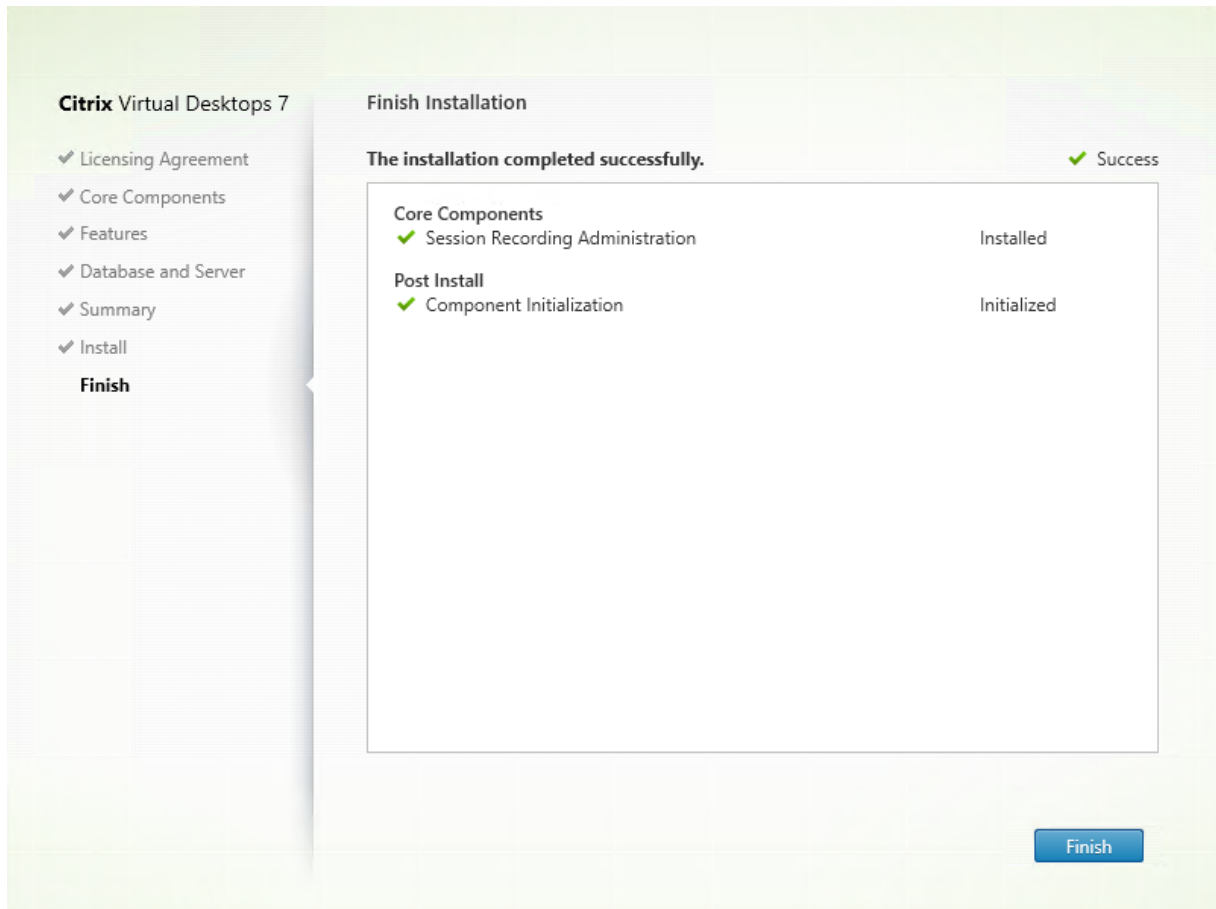 Citrix Virtual Desktops 7
Licensing Agreement
Core Components
Features
Database and Server
Summary
Install
Finish
Finish Installation
The installation completed successfully.
Success
Core Components
Session Recording Administration Installed
Post Install
Component Initialization Initialized
Finish